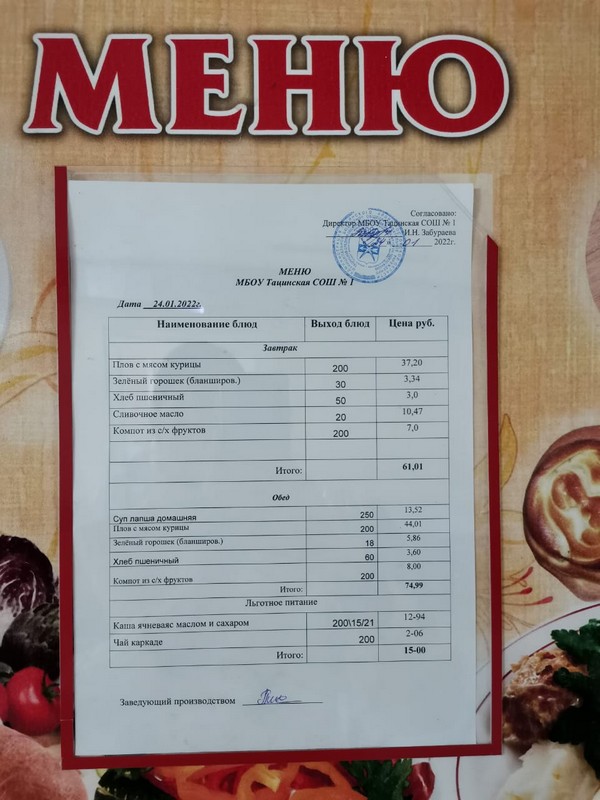 МЕНЮ
Согласовано:
Директор МБОУ Тацинская СОШ № 1
И.Н. Забураева
24 01 2022г.
МЕНЮ
МБОУ Тацинская СОШ № 1
Дата 24.01.2022г.
Наименование блюд Выход блюд Цена руб.
Завтрак
Плов с мясом курицы 200 37,20
Зелёный горошек (бланширов.) 30 3,34
Хлеб пшеничный 50 3,0
Сливочное масло 20 10,47
Компот из с/х фруктов 200 7,0
Итого: 61,01
Обед
Суп лапша домашняя 250 13,52
Плов с мясом курицы 200 44,01
Зелёный горошек (бланширов.) 18 5,86
Хлеб пшеничный 60 3,60
Компот из с/х фруктов 200 8,00
Итого: 74,99
Льготное питание
Каша ячневаяс маслом и сахаром 200\15/21 12-94
Чай каркаде 200 2-06
Итого: 15-00
Заведующий производством